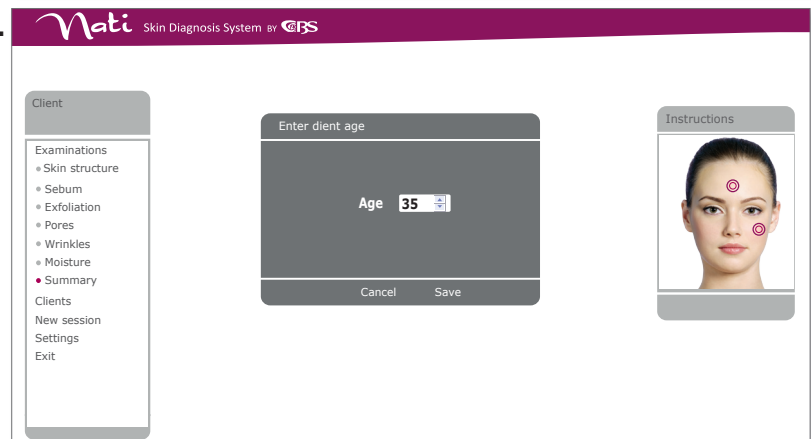 Nati Skin Diagnosis System BY CBS
Client
Examinations
Skin structure
Sebum
Exfoliation
Pores
Wrinkles
Moisture
Summary
Clients
New session
Settings
Exit
Enter dient age
Age 35
Cancel Save
Instructions